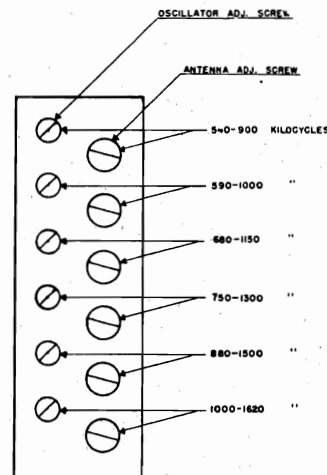 OSCILLATOR ADJ. SCREW
ANTENNA ADJ. SCREW
540-900 KILOCYCLES
590-1000 "
680-1150 "
750-1300 "
880-1500 "
1000-1620 "